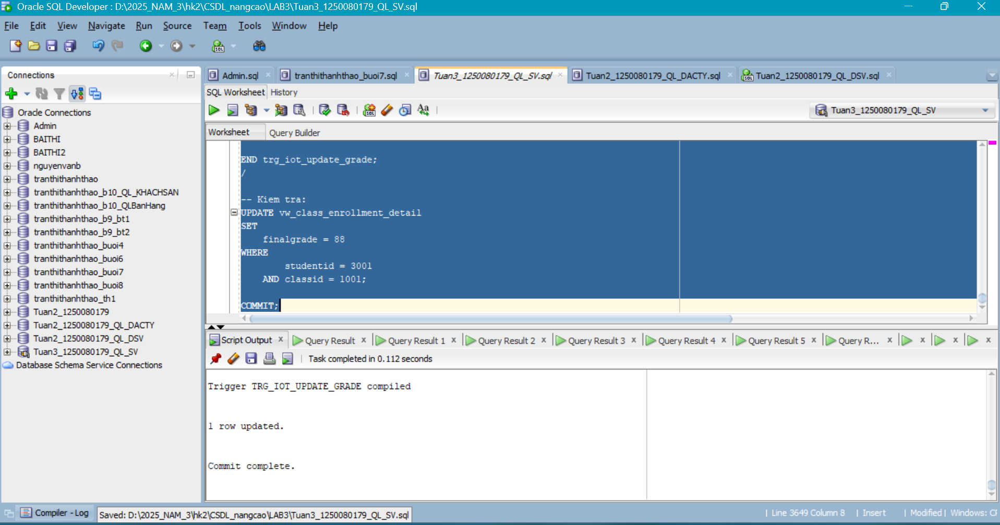 Oracle SQL Developer : D:\2025_NAM_3\hk2\CSDL_nangcao\LAB3\Tuan3_1250080179_QL_SV.sql
File Edit View Navigate Run Source Team Tools Window Help
Connections
Oracle Connections
Admin
BAITHI
BAITHI2
nguyenvanb
tranthithanhthao
tranthithanhthao_b10_QL_KHACHSAN
tranthithanhthao_b10_QLBanHang
tranthithanhthao_b9_bt1
tranthithanhthao_b9_bt2
tranthithanhthao_buoi4
tranthithanhthao_buoi6
tranthithanhthao_buoi7
tranthithanhthao_buoi8
tranthithanhthao_th1
Tuan2_1250080179
Tuan2_1250080179_QL_DACTY
Tuan2_1250080179_QL_DSV
Tuan3_1250080179_QL_SV
Database Schema Service Connections
Admin.sql tranthithanhthao_buoi7.sql Tuan3_1250080179_QL_SV.sql Tuan2_1250080179_QL_DACTY.sql Tuan2_1250080179_QL_DSV.sql
SQL Worksheet History
Tuan3_1250080179_QL_SV
Worksheet Query Builder
END trg_iot_update_grade;
/
-- Kiem tra:
UPDATE vw_class_enrollment_detail
SET
finalgrade = 88
WHERE
studentid = 3001
AND classid = 1001;
COMMIT;
Script Output Query Result Query Result 1 Query Result 2 Query Result 3 Query Result 4 Query Result 5 Query R...
Task completed in 0.112 seconds
Trigger TRG_IOT_UPDATE_GRADE compiled
1 row updated.
Commit complete.
Compiler - Log
Saved: D:\2025_NAM_3\hk2\CSDL_nangcao\LAB3\Tuan3_1250080179_QL_SV.sql
| Line 3649 Column 8 | Insert | Modified | Windows: CR